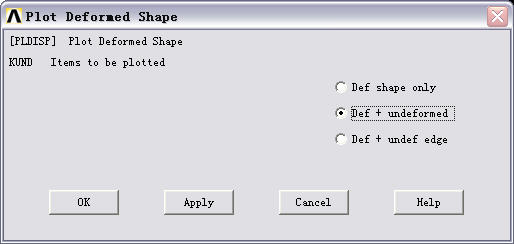 Plot Deformed Shape
[PLDISP] Plot Deformed Shape
KUND Items to be plotted
Def shape only
Def + undeformed
Def + undef edge
OK Apply Cancel Help